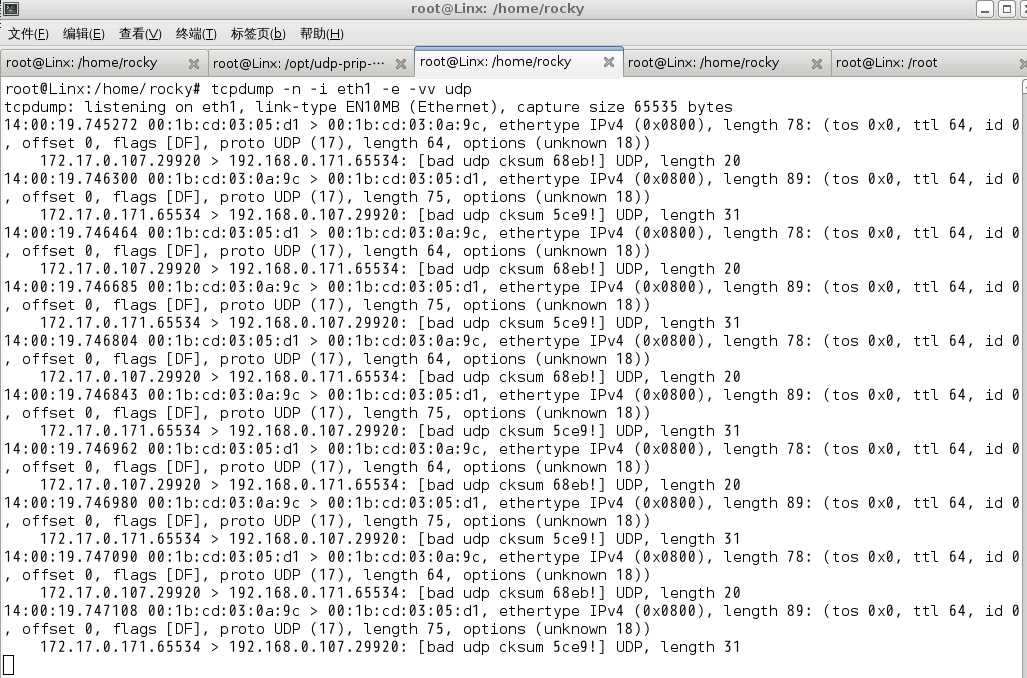 root@Linx: /home/rocky
文件(F) 编辑(E) 查看(V) 终端(T) 标签页(b) 帮助(H)
root@Linx: /home/rocky root@Linx: /opt/udp-prip-··· root@Linx: /home/rocky root@Linx: /home/rocky root@Linx: /root
root@Linx:/home/rocky# tcpdump -n -i eth1 -e -vv udp
tcpdump: listening on eth1, link-type EN10MB (Ethernet), capture size 65535 bytes
14:00:19.745272 00:1b:cd:03:05:d1 > 00:1b:cd:03:0a:9c, ethertype IPv4 (0x0800), length 78: (tos 0x0, ttl 64, id 0
, offset 0, flags [DF], proto UDP (17), length 64, options (unknown 18))
172.17.0.107.29920 > 192.168.0.171.65534: [bad udp cksum 68eb!] UDP, length 20
14:00:19.746300 00:1b:cd:03:0a:9c > 00:1b:cd:03:05:d1, ethertype IPv4 (0x0800), length 89: (tos 0x0, ttl 64, id 0
, offset 0, flags [DF], proto UDP (17), length 75, options (unknown 18))
172.17.0.171.65534 > 192.168.0.107.29920: [bad udp cksum 5ce9!] UDP, length 31
14:00:19.746464 00:1b:cd:03:05:d1 > 00:1b:cd:03:0a:9c, ethertype IPv4 (0x0800), length 78: (tos 0x0, ttl 64, id 0
, offset 0, flags [DF], proto UDP (17), length 64, options (unknown 18))
172.17.0.107.29920 > 192.168.0.171.65534: [bad udp cksum 68eb!] UDP, length 20
14:00:19.746685 00:1b:cd:03:0a:9c > 00:1b:cd:03:05:d1, ethertype IPv4 (0x0800), length 89: (tos 0x0, ttl 64, id 0
, offset 0, flags [DF], proto UDP (17), length 75, options (unknown 18))
172.17.0.171.65534 > 192.168.0.107.29920: [bad udp cksum 5ce9!] UDP, length 31
14:00:19.746804 00:1b:cd:03:05:d1 > 00:1b:cd:03:0a:9c, ethertype IPv4 (0x0800), length 78: (tos 0x0, ttl 64, id 0
, offset 0, flags [DF], proto UDP (17), length 64, options (unknown 18))
172.17.0.107.29920 > 192.168.0.171.65534: [bad udp cksum 68eb!] UDP, length 20
14:00:19.746843 00:1b:cd:03:0a:9c > 00:1b:cd:03:05:d1, ethertype IPv4 (0x0800), length 89: (tos 0x0, ttl 64, id 0
, offset 0, flags [DF], proto UDP (17), length 75, options (unknown 18))
172.17.0.171.65534 > 192.168.0.107.29920: [bad udp cksum 5ce9!] UDP, length 31
14:00:19.746962 00:1b:cd:03:05:d1 > 00:1b:cd:03:0a:9c, ethertype IPv4 (0x0800), length 78: (tos 0x0, ttl 64, id 0
, offset 0, flags [DF], proto UDP (17), length 64, options (unknown 18))
172.17.0.107.29920 > 192.168.0.171.65534: [bad udp cksum 68eb!] UDP, length 20
14:00:19.746980 00:1b:cd:03:0a:9c > 00:1b:cd:03:05:d1, ethertype IPv4 (0x0800), length 89: (tos 0x0, ttl 64, id 0
, offset 0, flags [DF], proto UDP (17), length 75, options (unknown 18))
172.17.0.171.65534 > 192.168.0.107.29920: [bad udp cksum 5ce9!] UDP, length 31
14:00:19.747090 00:1b:cd:03:05:d1 > 00:1b:cd:03:0a:9c, ethertype IPv4 (0x0800), length 78: (tos 0x0, ttl 64, id 0
, offset 0, flags [DF], proto UDP (17), length 64, options (unknown 18))
172.17.0.107.29920 > 192.168.0.171.65534: [bad udp cksum 68eb!] UDP, length 20
14:00:19.747108 00:1b:cd:03:0a:9c > 00:1b:cd:03:05:d1, ethertype IPv4 (0x0800), length 89: (tos 0x0, ttl 64, id 0
, offset 0, flags [DF], proto UDP (17), length 75, options (unknown 18))
172.17.0.171.65534 > 192.168.0.107.29920: [bad udp cksum 5ce9!] UDP, length 31